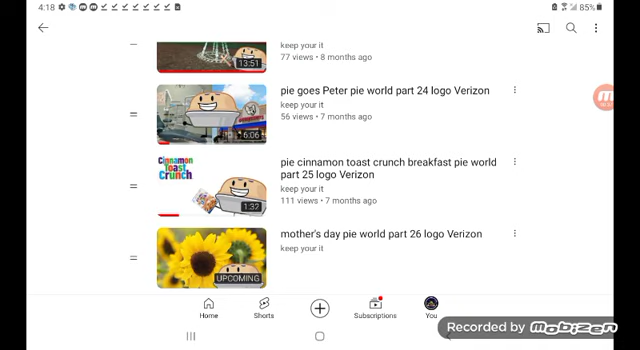 4:18
85%
keep your it
77 views • 8 months ago
13:51
pie goes Peter pie world part 24 logo Verizon
keep your it
56 views • 7 months ago
6:06
pie cinnamon toast crunch breakfast pie world
part 25 logo Verizon
keep your it
111 views • 7 months ago
Cinnamon
Toast
Crunch
1:32
mother's day pie world part 26 logo Verizon
keep your it
UPCOMING
Home
Shorts
Subscriptions
You
Recorded by Mobizen